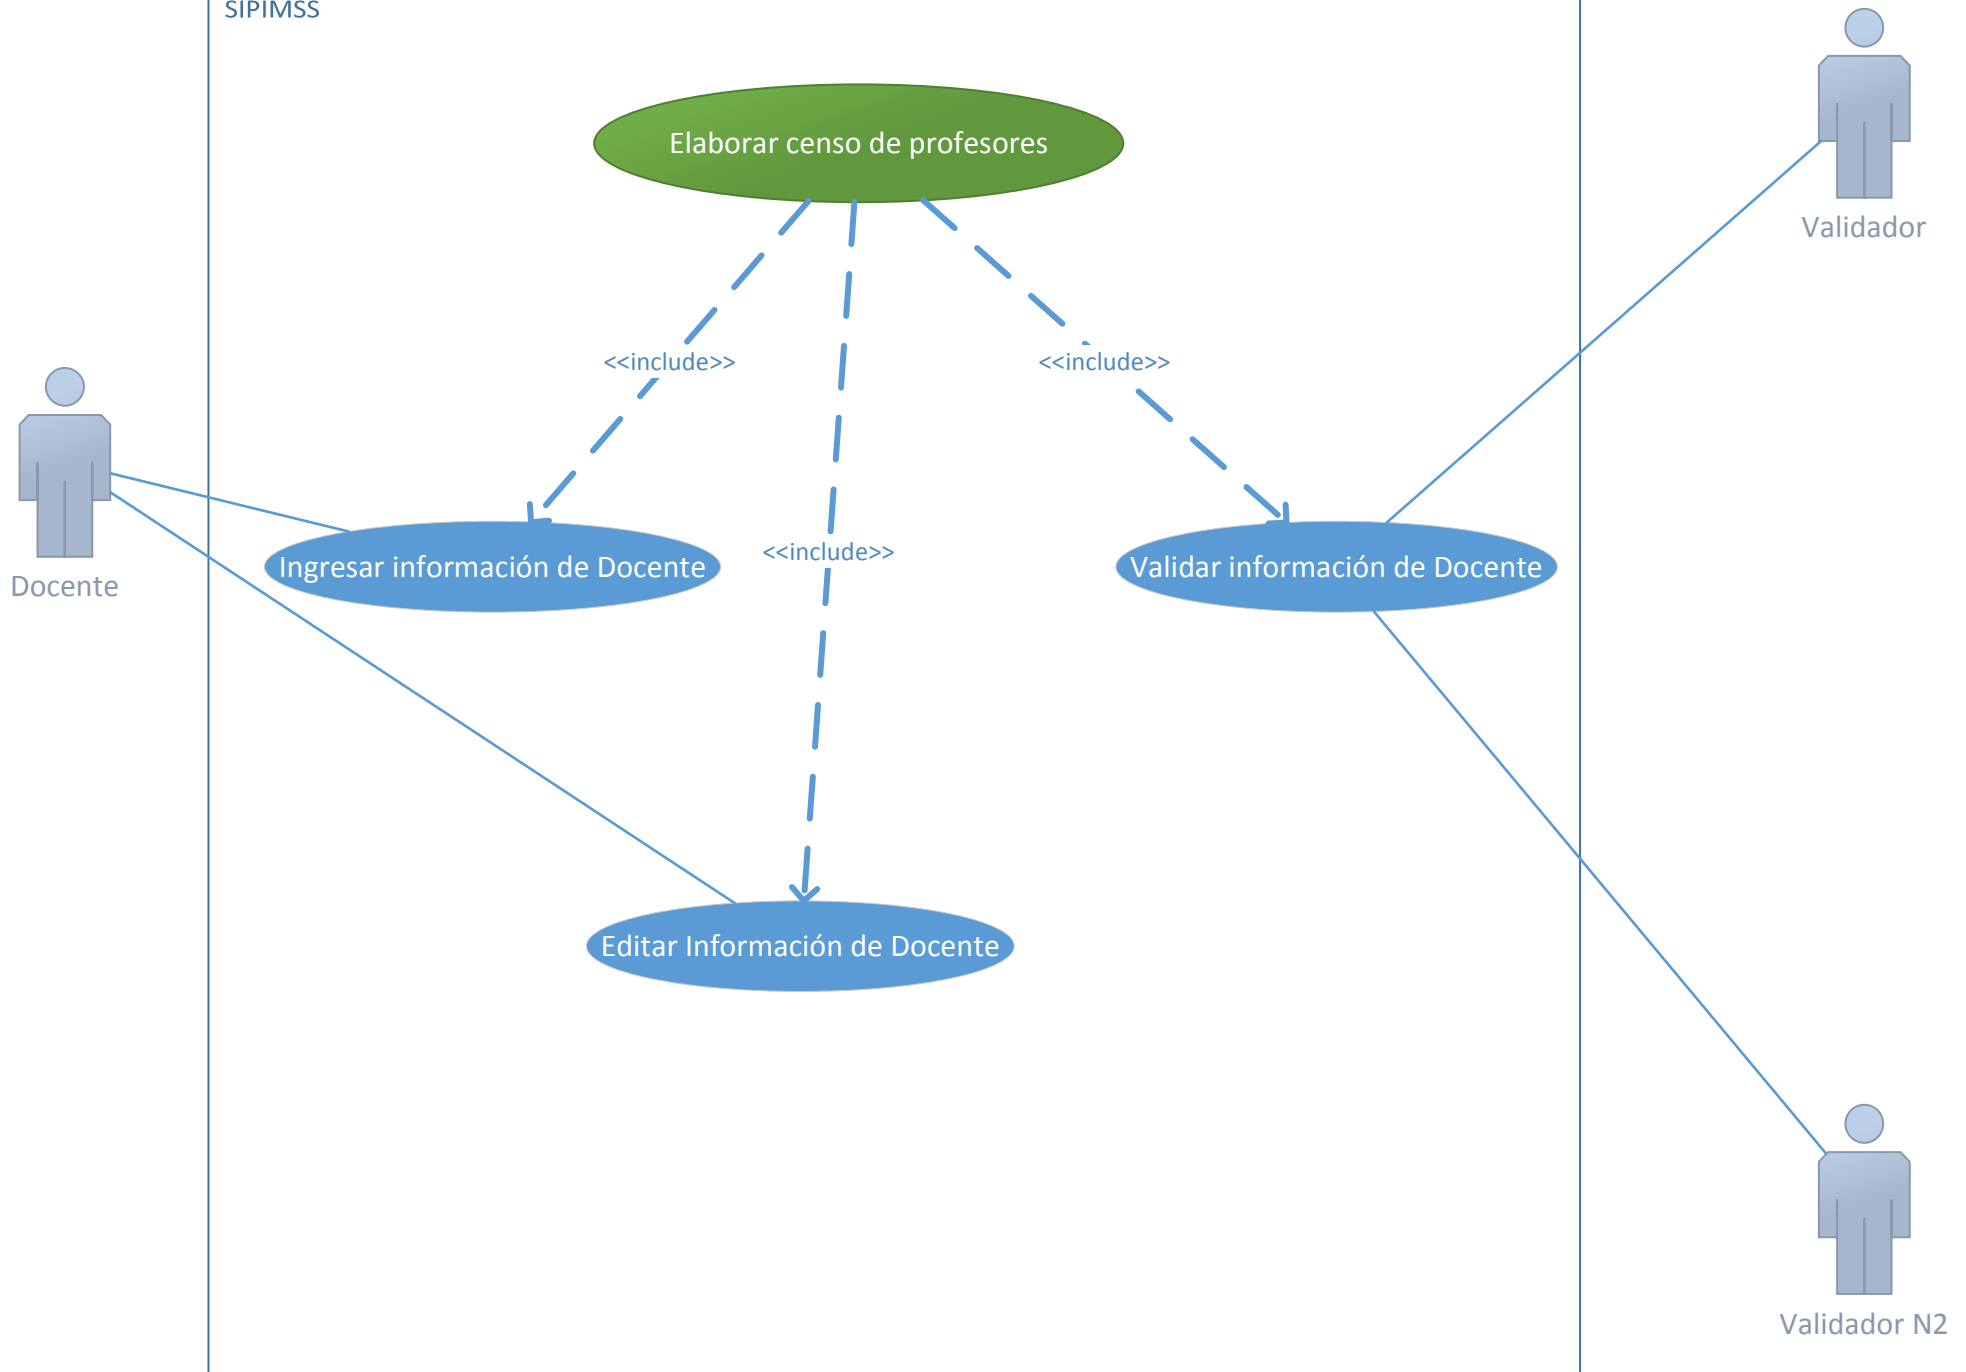 SIPIMSS
Elaborar censo de profesores
Validador
<<include>>
<<include>>
Docente
Ingresar información de Docente
<<include>>
Validar información de Docente
Editar Información de Docente
Validador N2